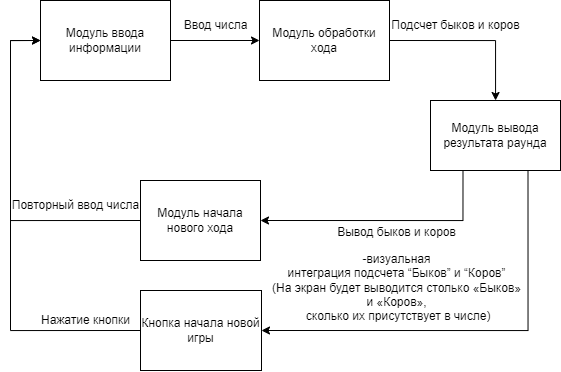 Модуль ввода
информации
Ввод числа
Модуль обработки
хода
Подсчет быков и коров
Модуль вывода
результата раунда
Повторный ввод числа
Модуль начала
нового хода
Вывод быков и коров
-визуальная
интеграция подсчета “Быков” и “Коров”
(На экран будет выводится столько «Быков»
и «Коров»,
сколько их присутствует в числе)
Нажатие кнопки
Кнопка начала новой
игры